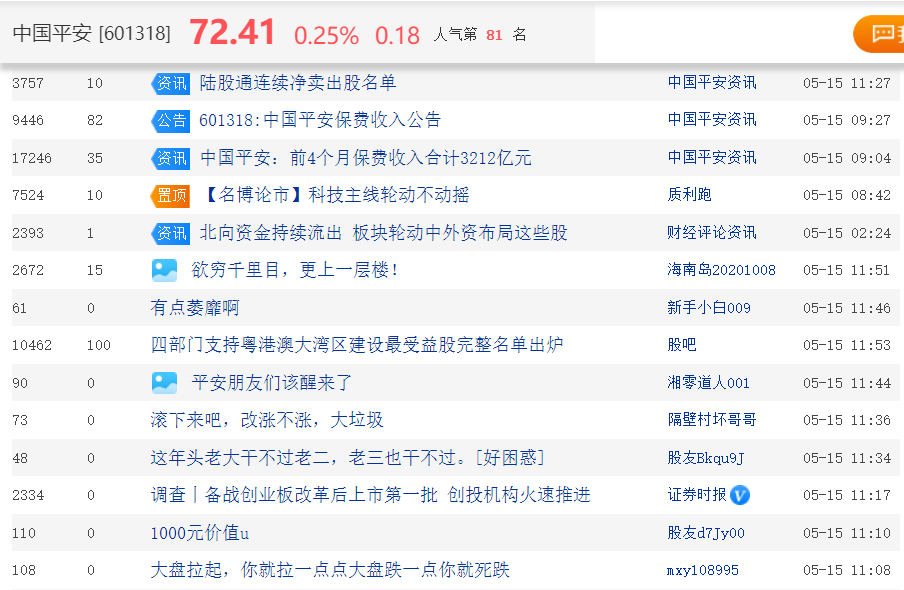 中国平安 [601318] 72.41 0.25% 0.18 人气第 81 名
3757 10 资讯 陆股通连续净卖出股名单 中国平安资讯 05-15 11:27
9446 82 公告 601318:中国平安保费收入公告 中国平安资讯 05-15 09:27
17246 35 资讯 中国平安：前4个月保费收入合计3212亿元 中国平安资讯 05-15 09:04
7524 10 置顶 【名博论市】科技主线轮动不动摇 质利跑 05-15 08:42
2393 1 资讯 北向资金持续流出 板块轮动中外资布局这些股 财经评论资讯 05-15 02:24
2672 15 欲穷千里目，更上一层楼！ 海南岛20201008 05-15 11:51
61 0 有点萎靡啊 新手小白009 05-15 11:46
10462 100 四部门支持粤港澳大湾区建设最受益股完整名单出炉 股吧 05-15 11:53
90 0 平安朋友们该醒来了 湘零道人001 05-15 11:44
73 0 滚下来吧，改涨不涨，大垃圾 隔壁村坏哥哥 05-15 11:36
48 0 这年头老大干不过老二，老三也干不过。[好困惑] 股友Bkqu9J 05-15 11:34
2334 0 调查丨备战创业板改革后上市第一批 创投机构火速推进 证券时报 V 05-15 11:17
110 0 1000元价值u 股友d7Jy00 05-15 11:10
108 0 大盘拉起，你就拉一点点大盘跌一点你就死跌 mxy108995 05-15 11:08